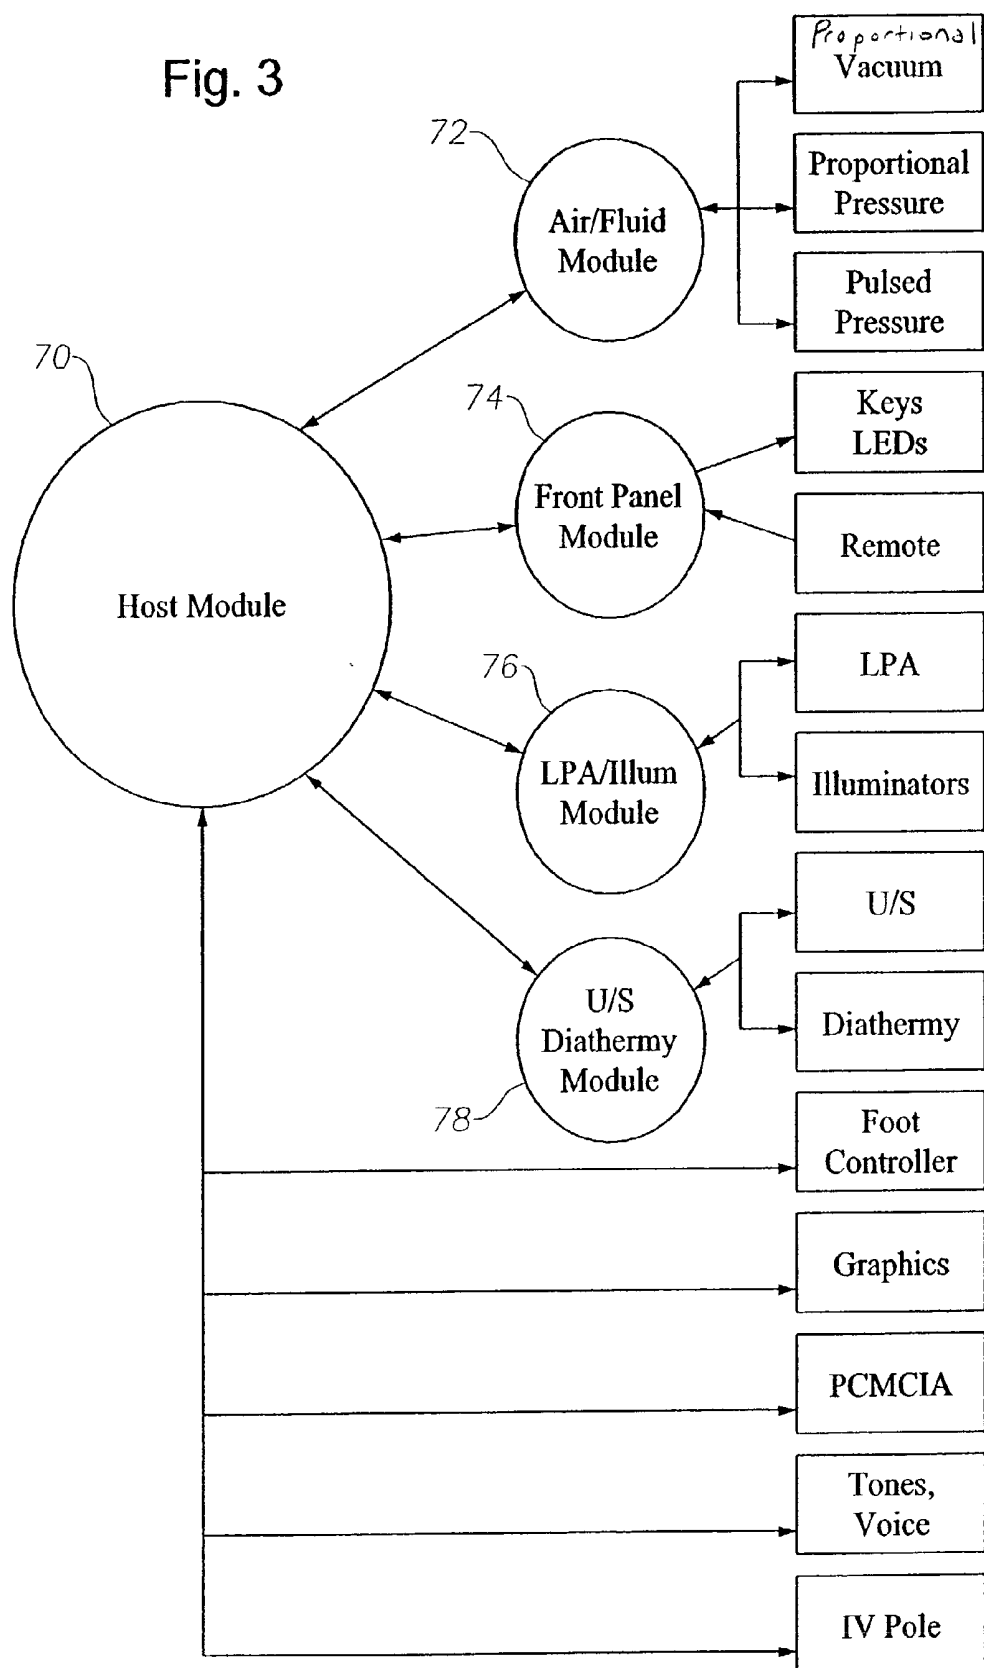 Fig. 3
Proportional
Vacuum
72
Air/Fluid
Module
Proportional
Pressure
Pulsed
Pressure
70
74
Keys
LEDs
Front Panel
Module
Remote
Host Module
76
LPA
LPA/Illum
Module
Illuminators
U/S
U/S
Diathermy
Module
Diathermy
78
Foot
Controller
Graphics
PCMCIA
Tones,
Voice
IV Pole